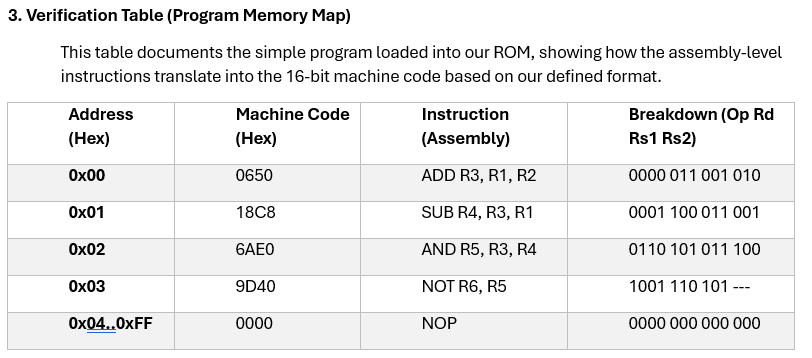 3. Verification Table (Program Memory Map)
This table documents the simple program loaded into our ROM, showing how the assembly-level
instructions translate into the 16-bit machine code based on our defined format.
Address (Hex) Machine Code (Hex) Instruction (Assembly) Breakdown (Op Rd Rs1 Rs2)
0x00 0650 ADD R3, R1, R2 0000 011 001 010
0x01 18C8 SUB R4, R3, R1 0001 100 011 001
0x02 6AE0 AND R5, R3, R4 0110 101 011 100
0x03 9D40 NOT R6, R5 1001 110 101 ---
0x04..0xFF 0000 NOP 0000 000 000 000